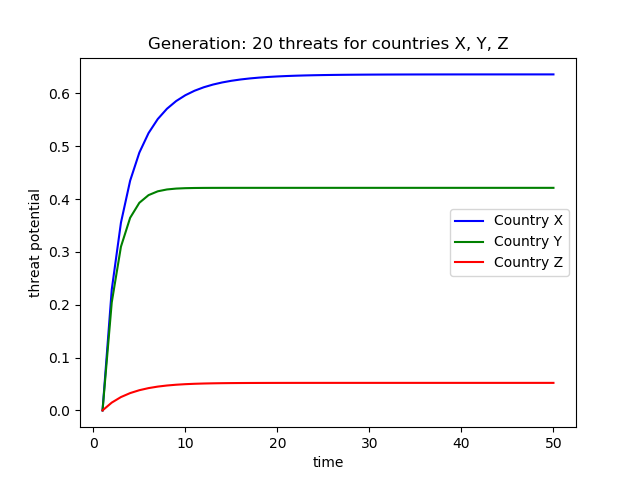 Generation: 20 threats for countries X, Y, Z
threat potential
0.6
0.5
0.4
0.3
0.2
0.1
0.0
Country X
Country Y
Country Z
0
10
20
30
40
50
time